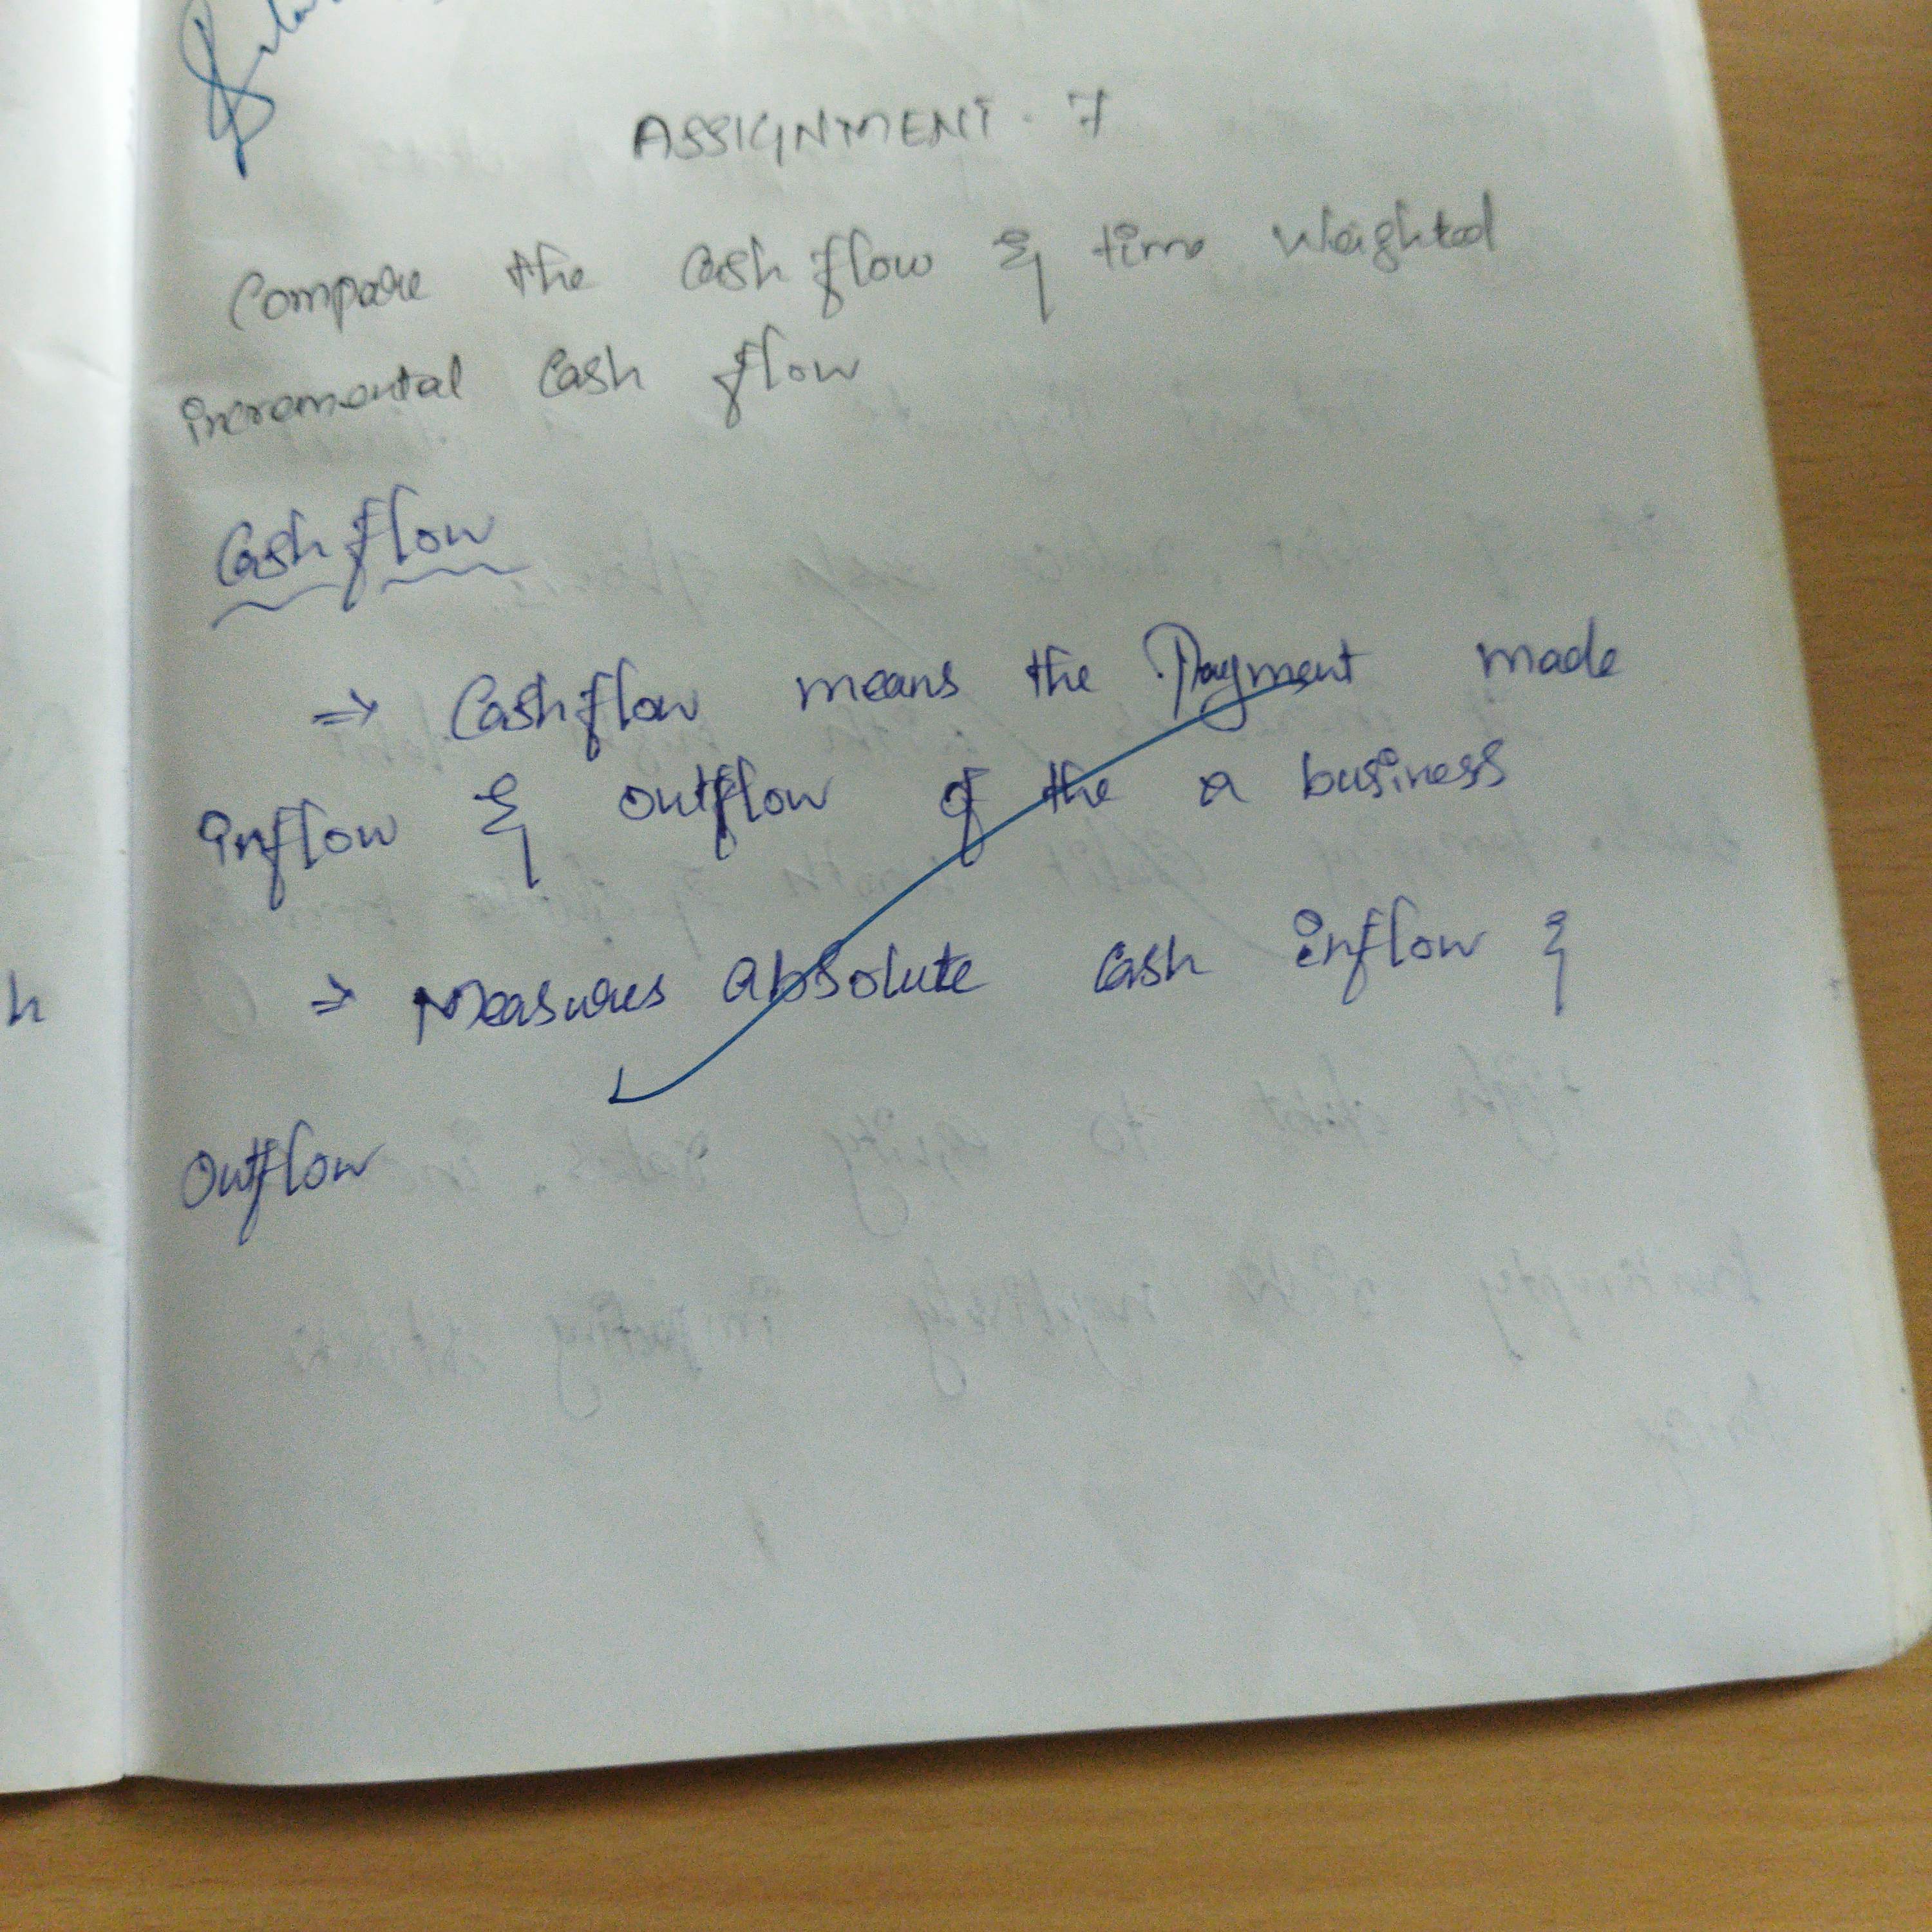 ASSIGNMENT. 7
Compare the cash flow & time weighted
incremental cash flow
Cash flow
⇒ Cashflow means the Payment made
inflow & outflow of the a business
⇒ Measures absolute cash inflow &
h
Outflow